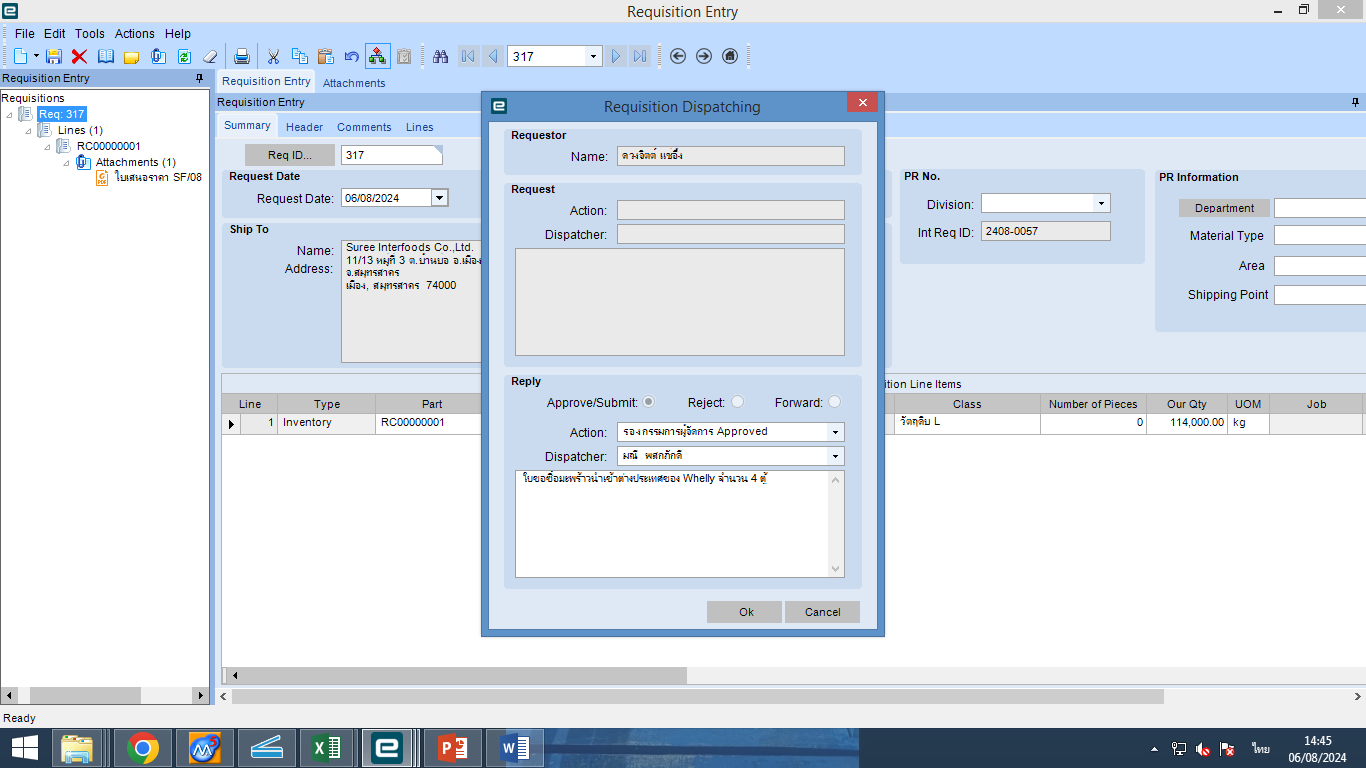 Requisition Entry
File Edit Tools Actions Help
317
Requisition Entry
Requisitions
Req: 317
Lines (1)
RC00000001
Attachments (1)
ใบเสนอราคา SF/08
Requisition Entry Attachments
Requisition Entry
Summary Header Comments Lines
Req ID... 317
Request Date
Request Date: 06/08/2024
Ship To
Name: Suree Interfoods Co.,Ltd.
Address: 11/13 หมู่ที่ 3 ต.บ้านบ่อ อ.เมือง
จ.สมุทรสาคร
เมือง, สมุทรสาคร 74000
PR No.
Division:
Int Req ID: 2408-0057
PR Information
Department
Material Type
Area
Shipping Point
ition Line Items
Line Type Part Class Number of Pieces Our Qty UOM Job
1 Inventory RC00000001 วัตถุดิบ L 0 114,000.00 kg
Requisition Dispatching
Requestor
Name: ดวงจิตต์ แซ่อึ้ง
Request
Action:
Dispatcher:
Reply
Approve/Submit: Reject: Forward:
Action: รองกรรมการผู้จัดการ Approved
Dispatcher: มณี
ใบขอซื้อมะพร้าวนำเข้าต่างประเทศของ Whelly จำนวน 4 ตู้
Ok Cancel
Ready
ไทย
14:45
06/08/2024